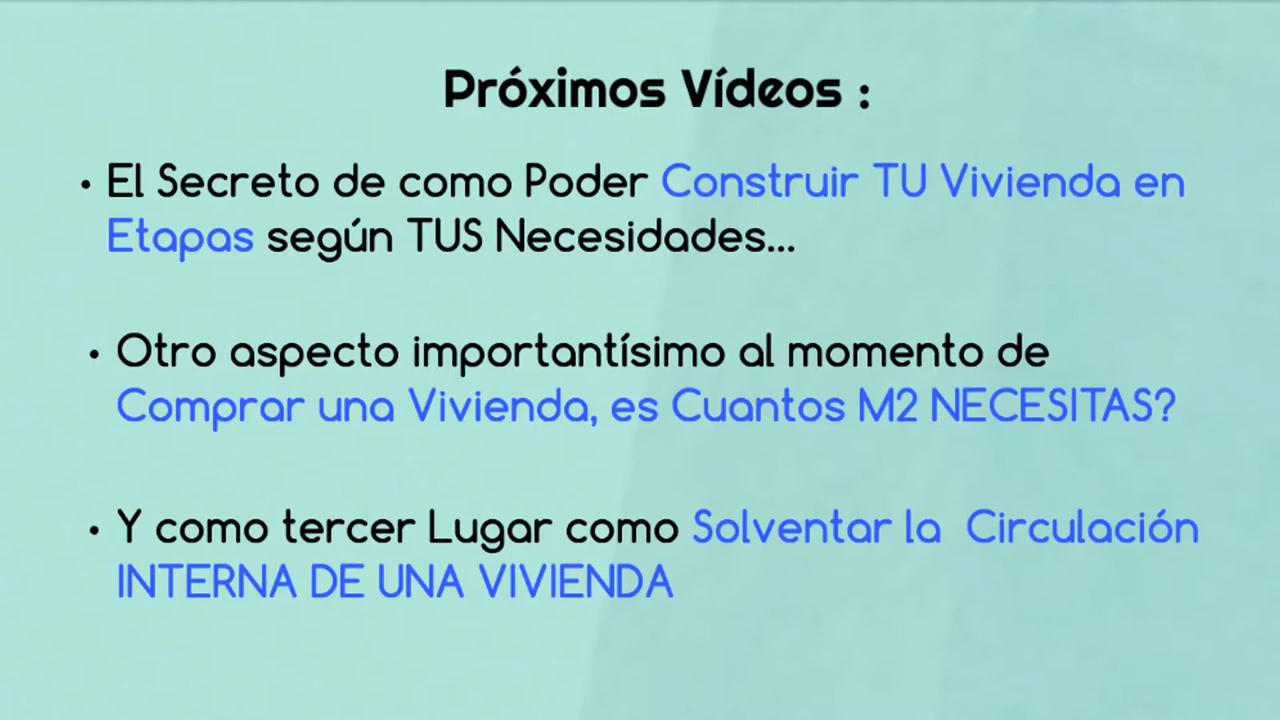 Próximos Vídeos :
• El Secreto de como Poder Construir TU Vivienda en
Etapas según TUS Necesidades...
• Otro aspecto importantísimo al momento de
Comprar una Vivienda, es Cuantos M2 NECESITAS?
• Y como tercer Lugar como Solventar la  Circulación
INTERNA DE UNA VIVIENDA